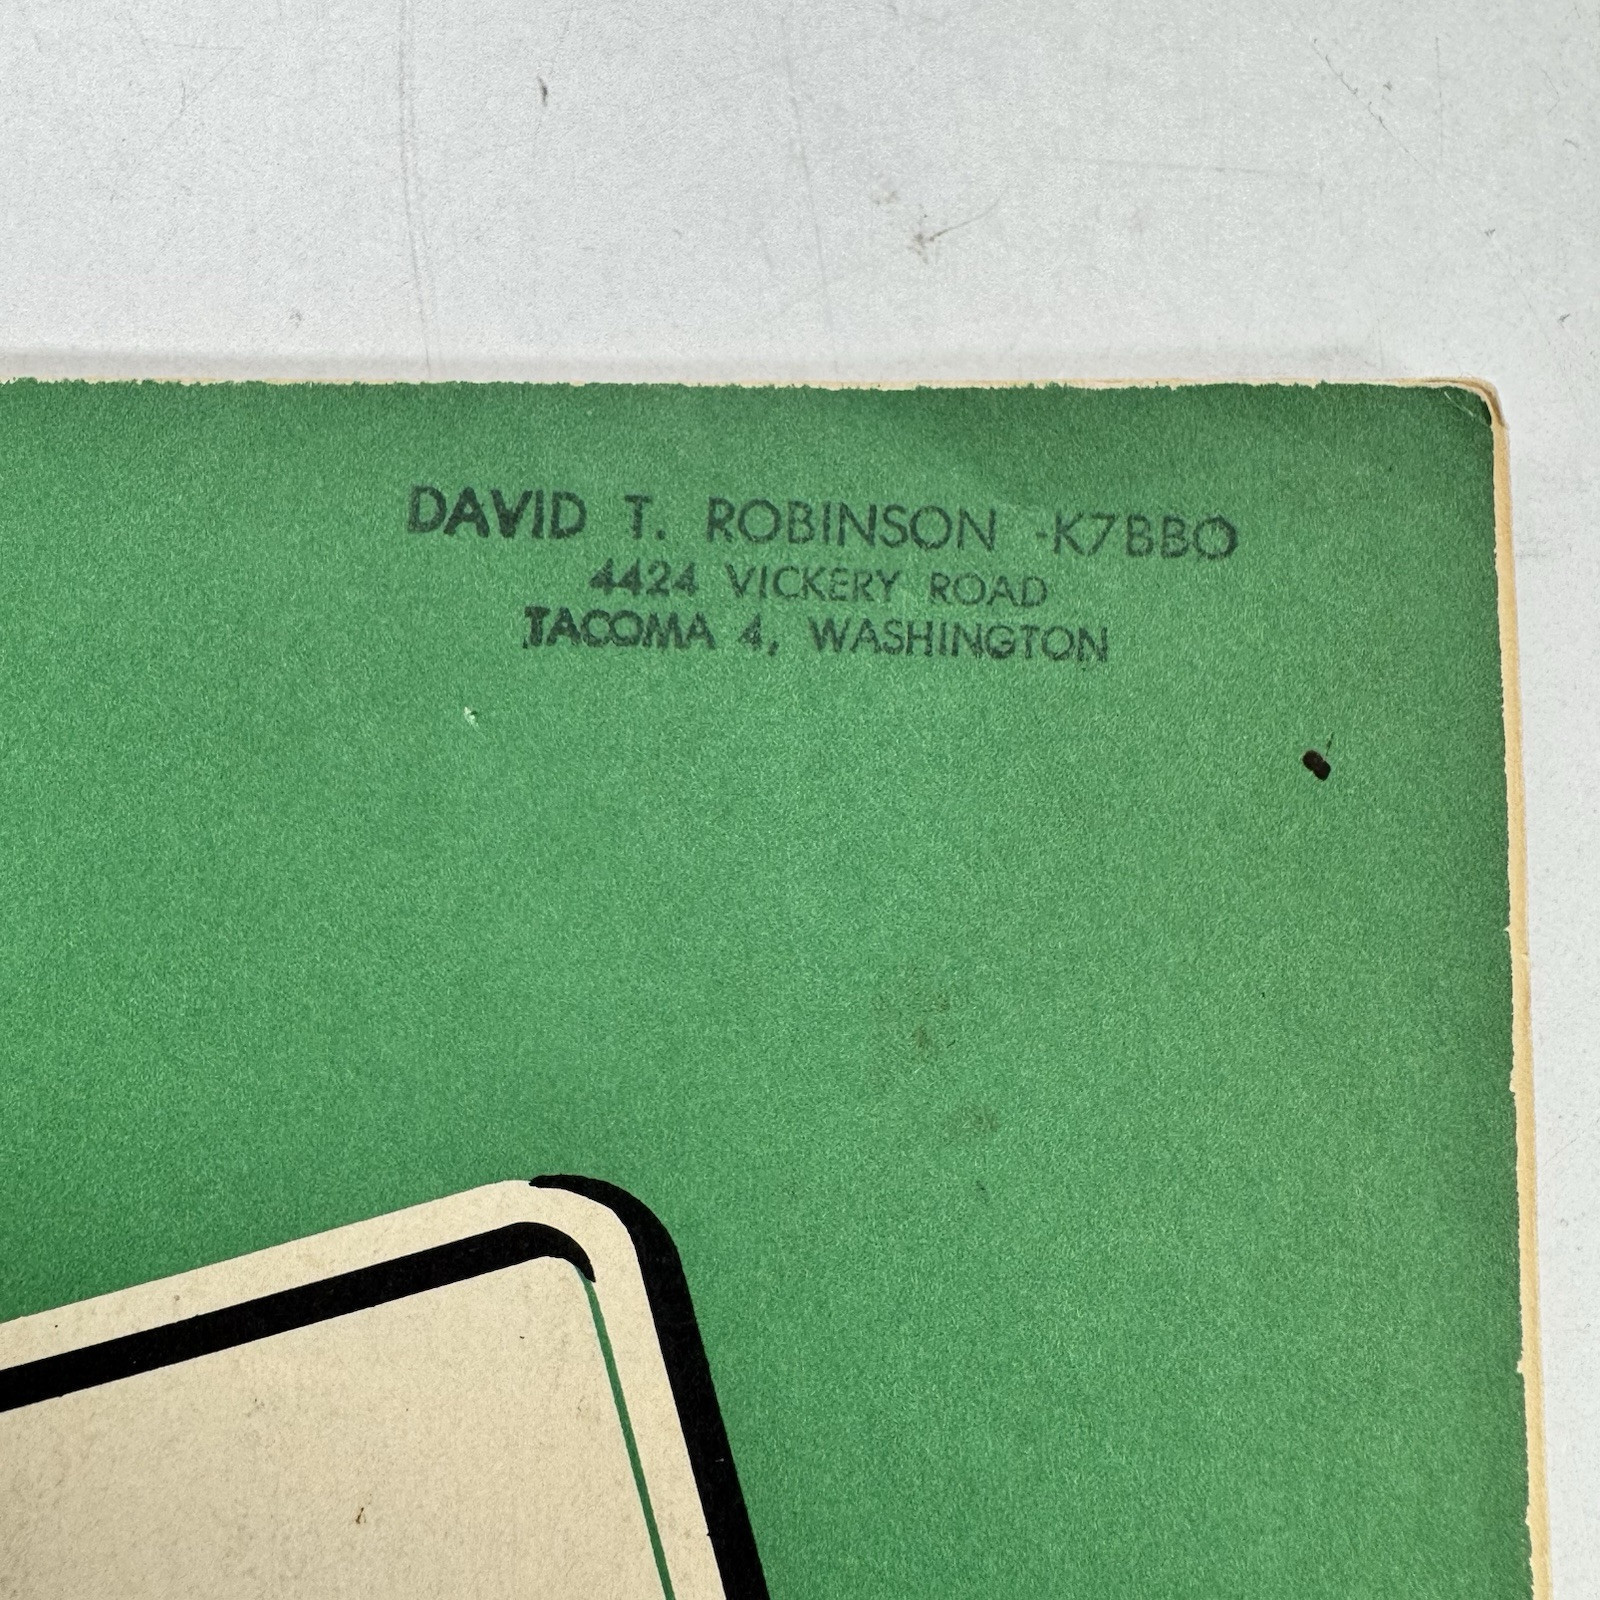 DAVID T. ROBINSON -K7BBO
4424 VICKERY ROAD
TACOMA 4, WASHINGTON